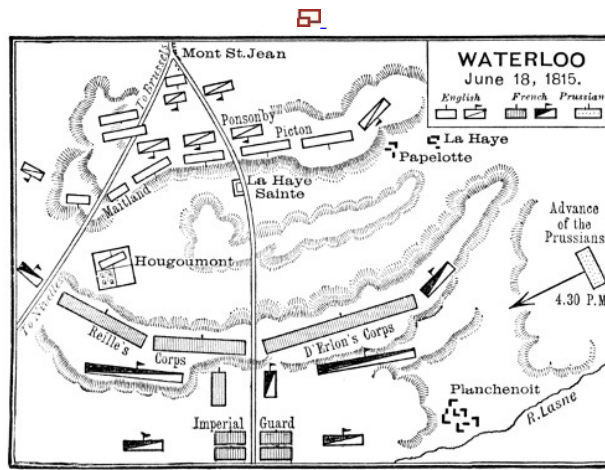 WATERLOO
June 18, 1815.
English French Prussian
Mont St. Jean
To Brussels
Ponsonby
Picton
La Haye
Papelotte
Maitland
La Haye
Sainte
Advance
of the
Prussians
4.30 P.M
Hougoumont
To Nivelles
Reille's
Corps
D'Erlon's Corps
Planchenoit
R. Lasne
Imperial Guard